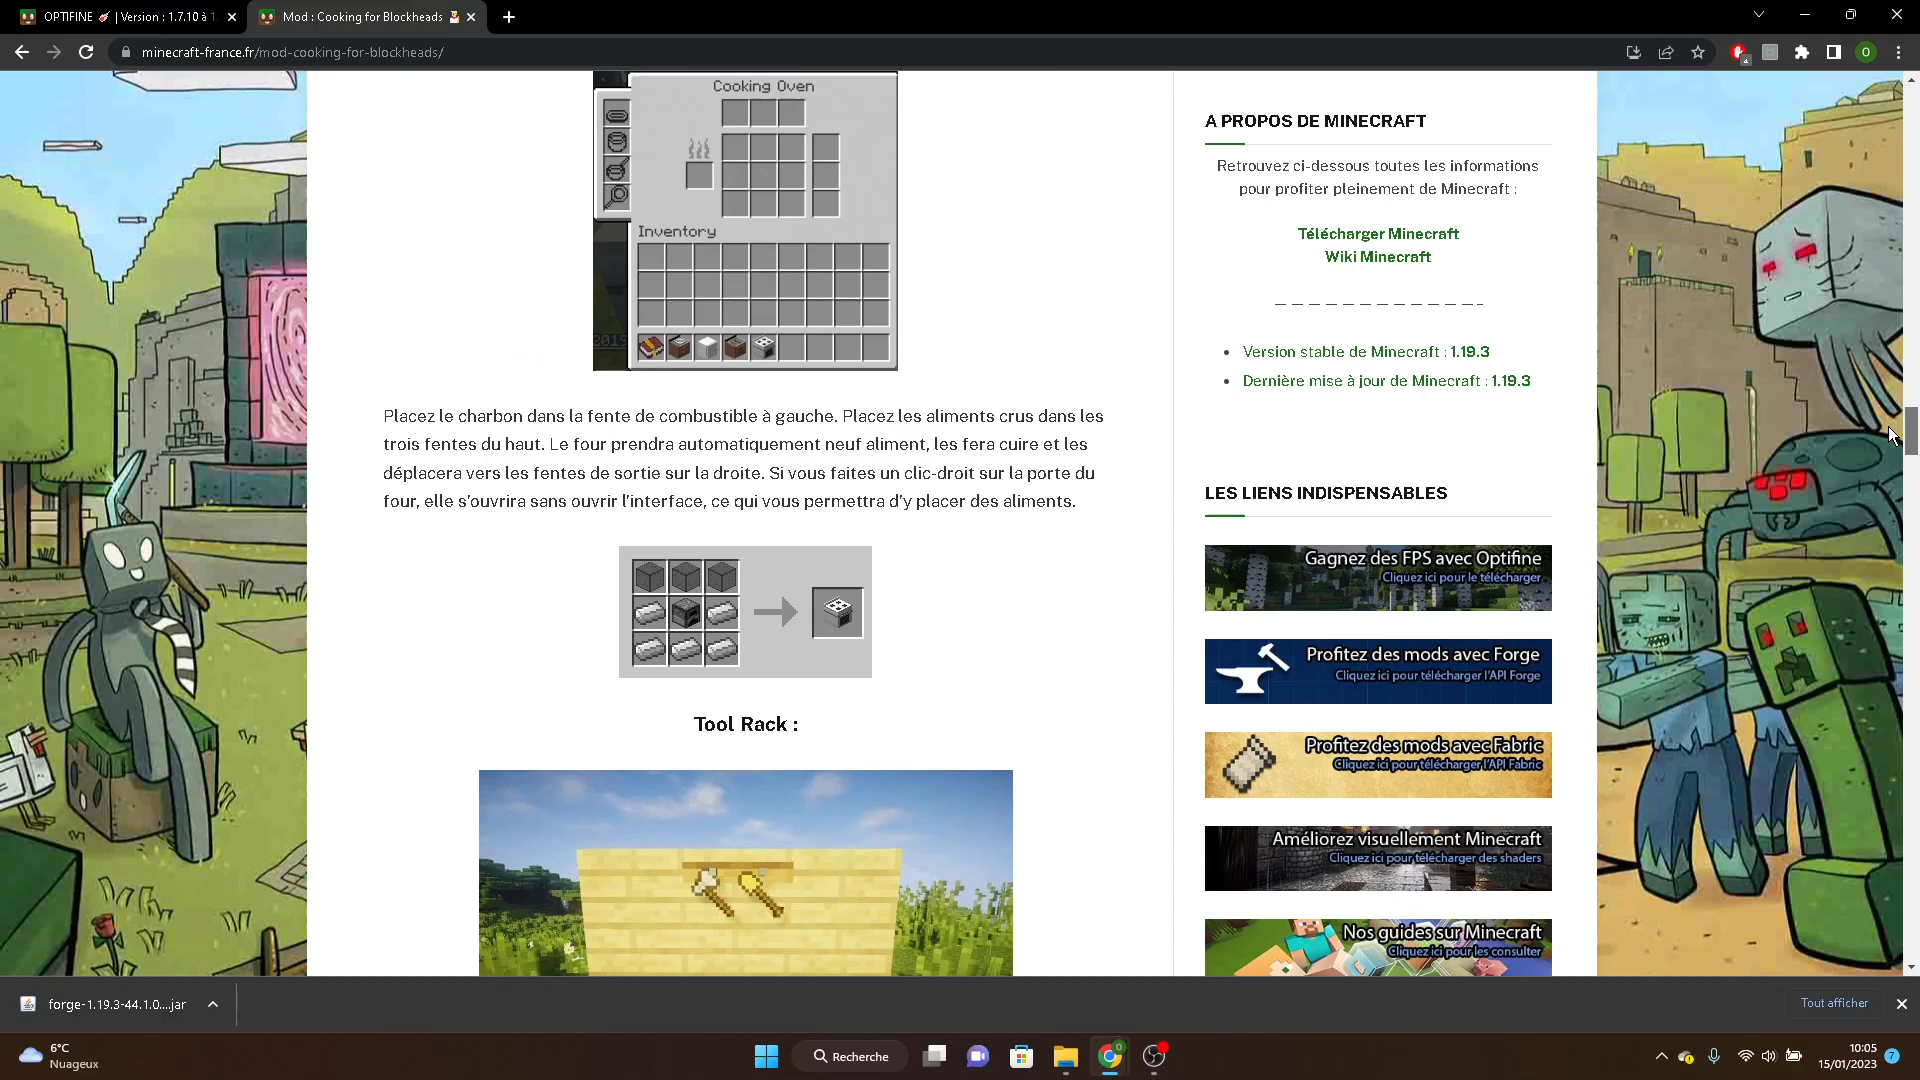 OPTIFINE 🚀 | Version : 1.7.10 à 1
Mod : Cooking for Blockheads
minecraft-france.fr/mod-cooking-for-blockheads/
4
O
Cooking Oven
Inventory
2019
Placez le charbon dans la fente de combustible à gauche. Placez les aliments crus dans les
trois fentes du haut. Le four prendra automatiquement neuf aliment, les fera cuire et les
déplacera vers les fentes de sortie sur la droite. Si vous faites un clic-droit sur la porte du
four, elle s’ouvrira sans ouvrir l’interface, ce qui vous permettra d’y placer des aliments.
Tool Rack :
A PROPOS DE MINECRAFT
Retrouvez ci-dessous toutes les informations
pour profiter pleinement de Minecraft :
Télécharger Minecraft
Wiki Minecraft
– – – – – – – – – – – – –
Version stable de Minecraft : 1.19.3
Dernière mise à jour de Minecraft : 1.19.3
LES LIENS INDISPENSABLES
Gagnez des FPS avec Optifine
Cliquez ici pour le télécharger
Profitez des mods avec Forge
Cliquez ici pour télécharger l'API Forge
Profitez des mods avec Fabric
Cliquez ici pour télécharger l'API Fabric
Améliorez visuellement Minecraft
Cliquez ici pour télécharger des shaders
Nos guides sur Minecraft
Cliquez ici pour les consulter
forge-1.19.3-44.1.0....jar
Tout afficher
6°C
Nuageux
Recherche
10:05
15/01/2023
7